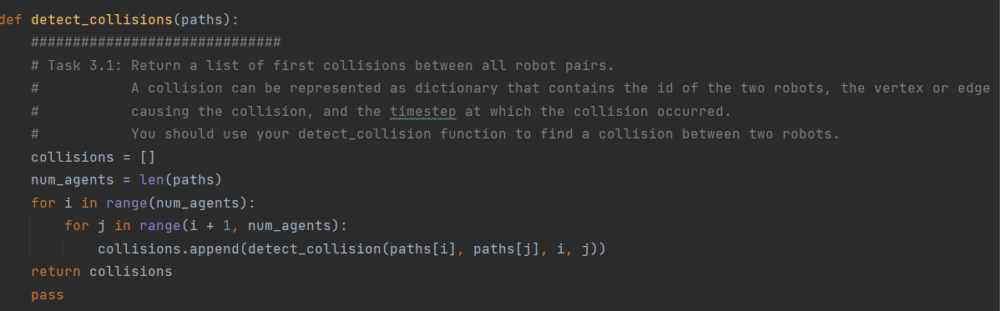 def detect_collisions(paths):
    ##############################
    # Task 3.1: Return a list of first collisions between all robot pairs.
    #           A collision can be represented as dictionary that contains the id of the two robots, the vertex or edge
    #           causing the collision, and the timestep at which the collision occurred.
    #           You should use your detect_collision function to find a collision between two robots.
    collisions = []
    num_agents = len(paths)
    for i in range(num_agents):
        for j in range(i + 1, num_agents):
            collisions.append(detect_collision(paths[i], paths[j], i, j))
    return collisions
    pass